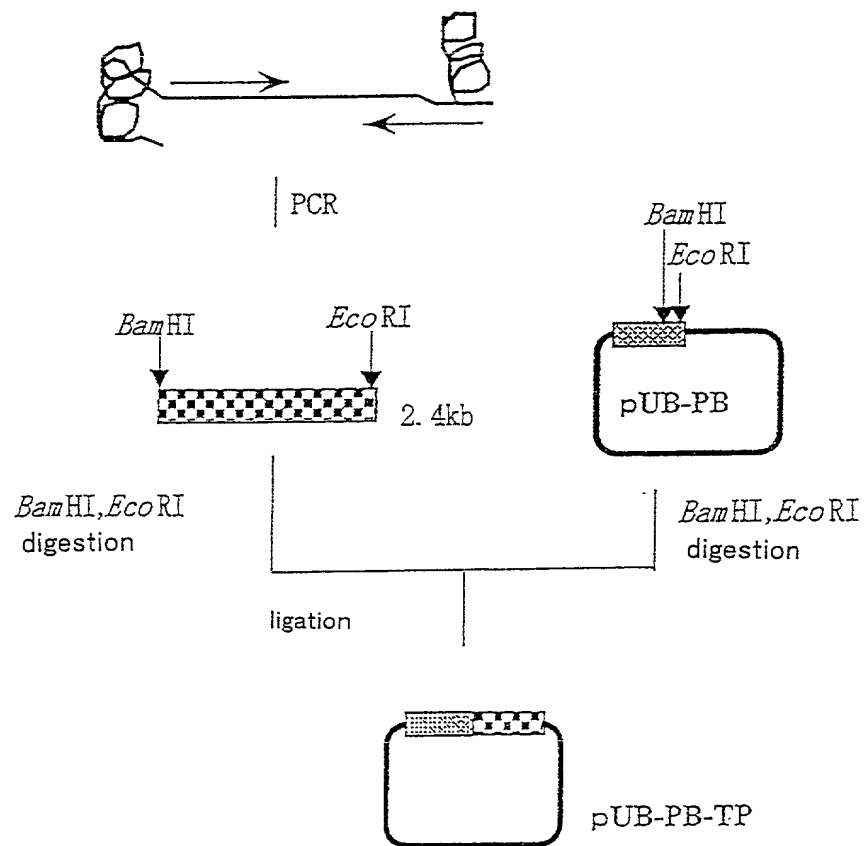 PCR
BamHI
EcoRI
BamHI
EcoRI
2.4kb
pUB-PB
BamHI,EcoRI
digestion
BamHI,EcoRI
digestion
ligation
pUB-PB-TP